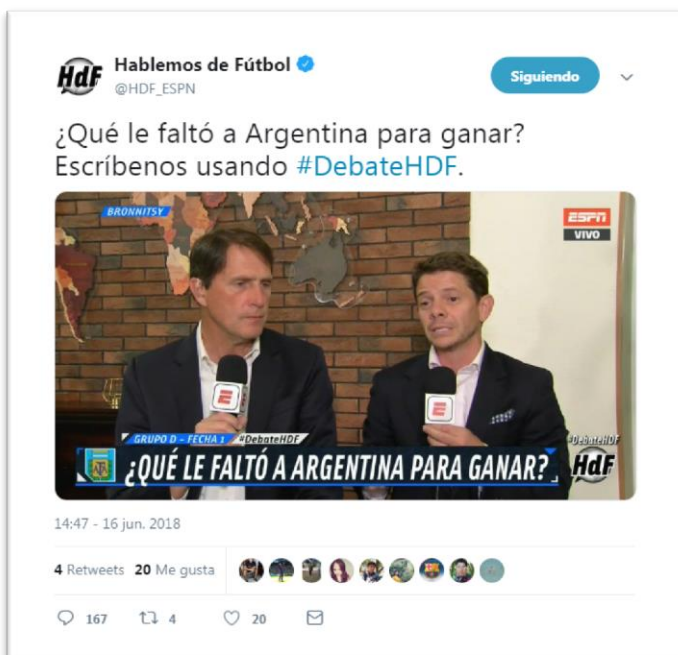 HdF
Hablemos de Fútbol
@HDF_ESPN
Siguiendo
¿Qué le faltó a Argentina para ganar?
Escríbenos usando #DebateHDF.
BRONNITSY
ESPN
VIVO
E
E
GRUPO D - FECHA 1
#DebateHDF
#DebateHDF
AFA
¿QUÉ LE FALTÓ A ARGENTINA PARA GANAR?
HdF
14:47 - 16 jun. 2018
4 Retweets 20 Me gusta
167 4 20